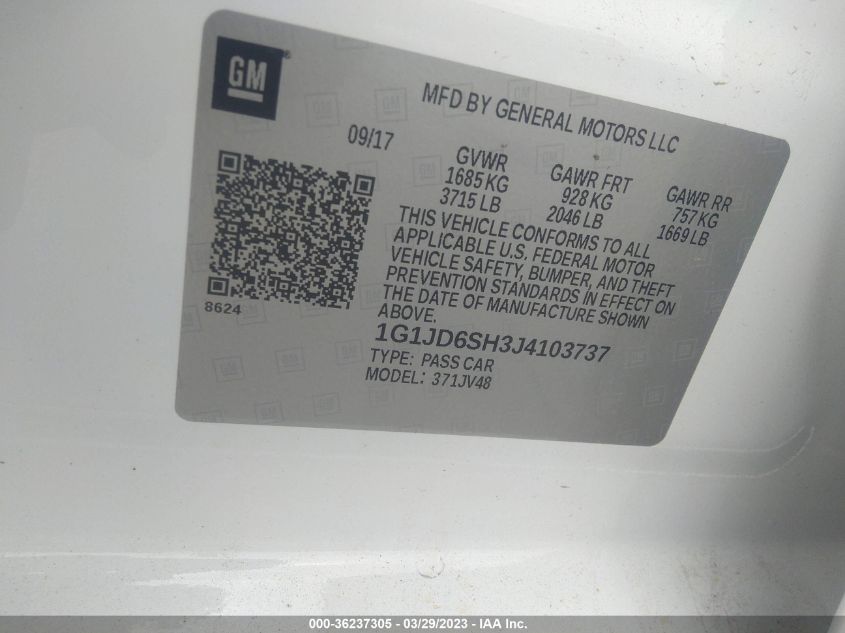 GM ®
MFD BY GENERAL MOTORS LLC
09/17
GVWR
1685 KG
3715 LB
GAWR FRT
928 KG
2046 LB
GAWR RR
757 KG
1669 LB
THIS VEHICLE CONFORMS TO ALL
APPLICABLE U.S. FEDERAL MOTOR
VEHICLE SAFETY, BUMPER, AND THEFT
PREVENTION STANDARDS IN EFFECT ON
THE DATE OF MANUFACTURE SHOWN
ABOVE.
8624
1G1JD6SH3J4103737
TYPE: PASS CAR
MODEL: 371JV48
000-36237305 - 03/29/2023 - IAA Inc.